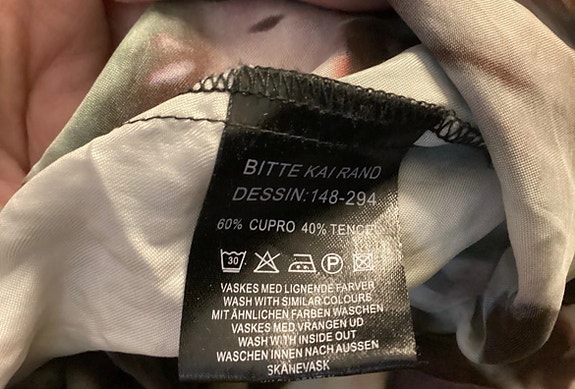 BITTE KAI RAND
DESSIN:148-294
60% CUPRO 40% TENCEL
30 P
VASKES MED LIGNENDE FARVER
WASH WITH SIMILAR COLOURS
MIT ÄHNLICHEN FARBEN WASCHEN
VASKES MED VRANGEN UD
WASH WITH INSIDE OUT
WASCHEN INNEN NACH AUSSEN
SKÅNEVASK